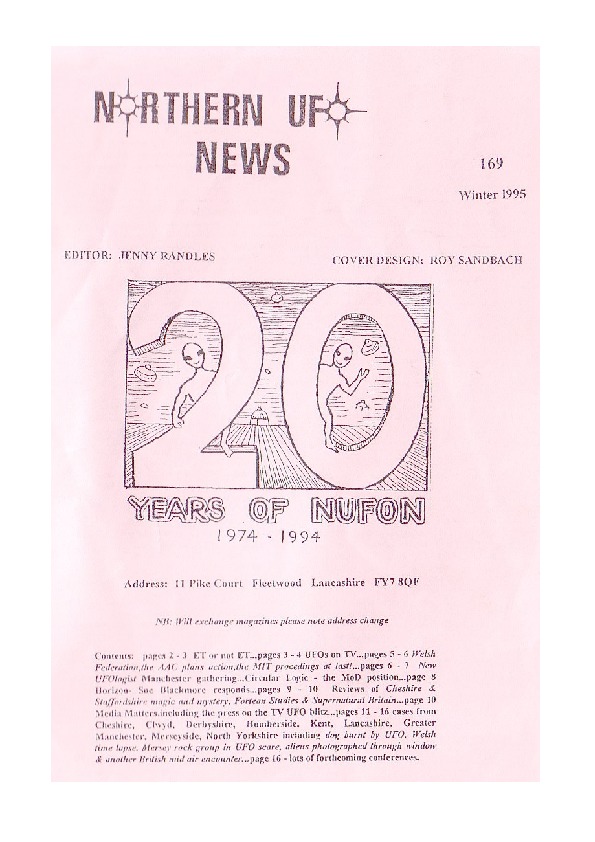 NORTHERN UFO
NEWS
169
Winter 1995
EDITOR: JENNY RANDLES
COVER DESIGN: ROY SANDBACH
20
YEARS OF NUFON
1974 - 1994
Address: 11 Pike Court Fleetwood Lancashire FY7 8QF
NB: Will exchange magazines please note address change
Contents: pages 2 - 3 ET or not ET...pages 3 - 4 UFOs on TV...pages 5 - 6 Welsh
Federation,the AAC plans action,the MIT procedings at last!...pages 6 - 7 New
UFOlogist Manchester gathering...Circular Logic - the MoD position...page 8
Horizon- Sue Blackmore responds...pages 9 - 10 Reviews of Cheshire &
Staffordshire magic and mystery, Fortean Studies & Supernatural Britain...page 10
Media Matters.including the press on the TV UFO blitz...pages 11 - 16 cases from
Cheshire, Clwyd, Derbyshire, Humberside, Kent, Lancashire, Greater
Manchester, Merseyside, North Yorkshire including dog burnt by UFO, Welsh
time lapse, Mersey rock group in UFO scare, aliens photographed through window
& another British mid air encounter...page 16 - lots of forthcoming conferences.